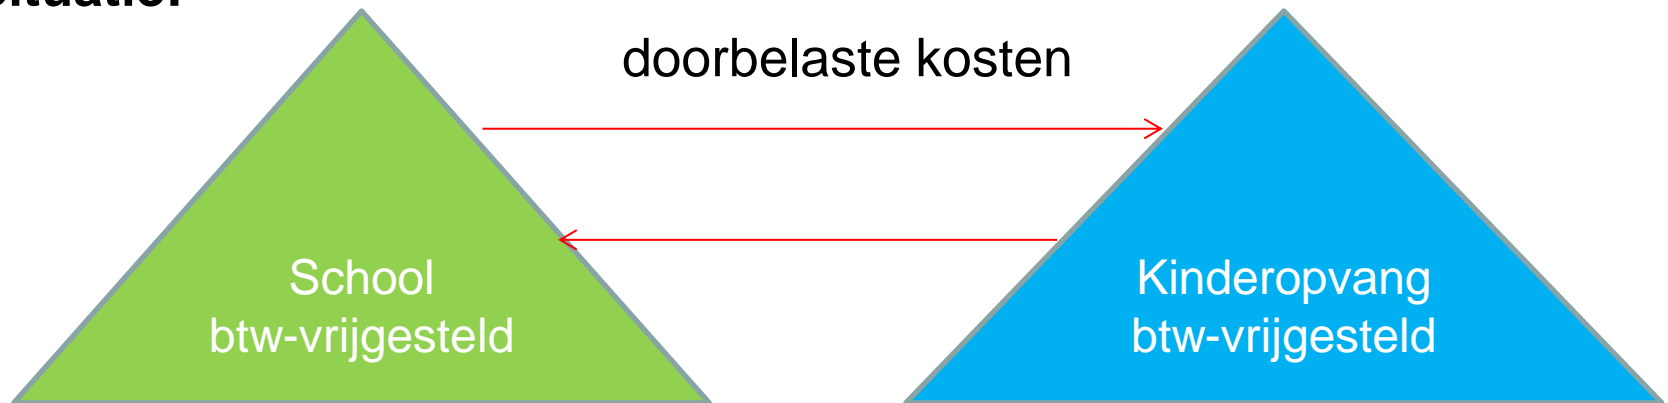 doorbelaste kosten
School
btw-vrijgesteld
Kinderopvang
btw-vrijgesteld